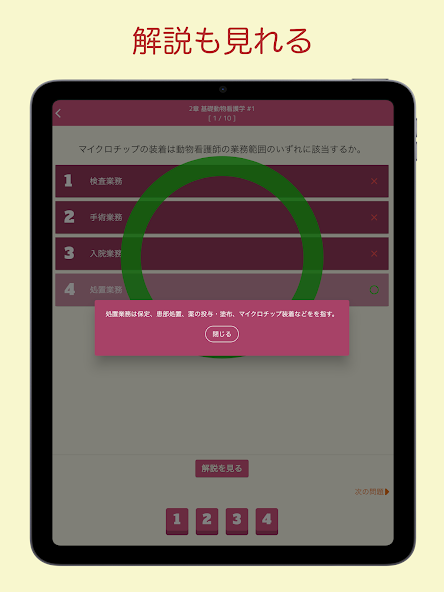 解説も見れる
2章 基礎動物看護学 #1
[ 1 / 10 ]
マイクロチップの装着は動物看護師の業務範囲のいずれに該当するか。
1 検査業務
2 手術業務
3 入院業務
4 処置業務
処置業務は保定、患部処置、薬の投与・塗布、マイクロチップ装着などをを指す。
閉じる
解説を見る
次の問題
1 2 3 4